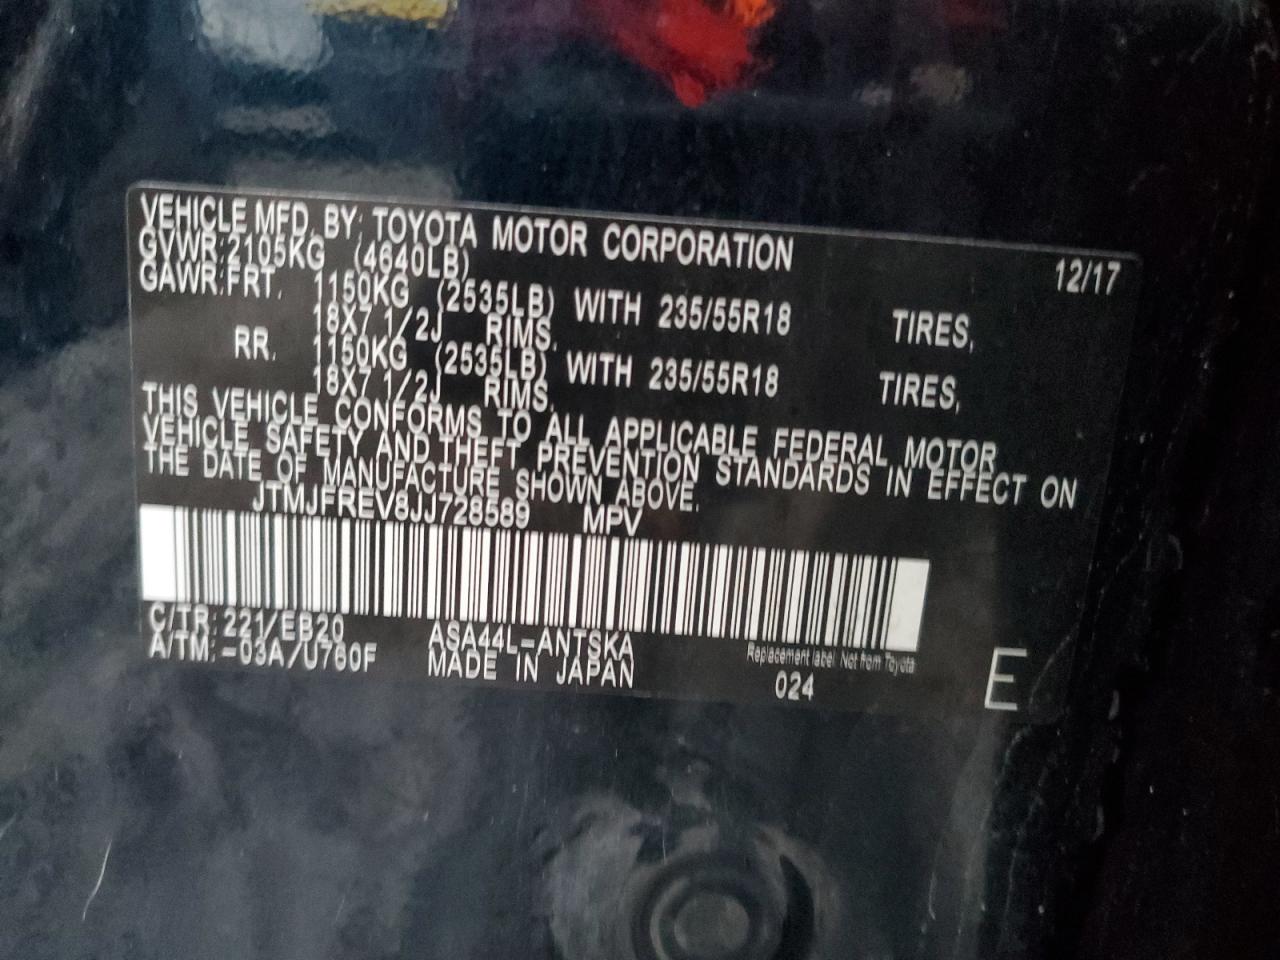 VEHICLE MFD. BY: TOYOTA MOTOR CORPORATION 12/17
GVWR:2105KG (4640LB)
GAWR:FRT. 1150KG (2535LB) WITH 235/55R18 TIRES,
18X7 1/2J RIMS.
RR. 1150KG (2535LB) WITH 235/55R18 TIRES,
18X7 1/2J RIMS.
THIS VEHICLE CONFORMS TO ALL APPLICABLE FEDERAL MOTOR
VEHICLE SAFETY AND THEFT PREVENTION STANDARDS IN EFFECT ON
THE DATE OF MANUFACTURE SHOWN ABOVE.
JTMJFREV8JJ728589 MPV
C/TR: 221/EB20 ASA44L-ANTSKA Replacement label Not from Toyota
A/TM: -03A/U760F MADE IN JAPAN 024 E